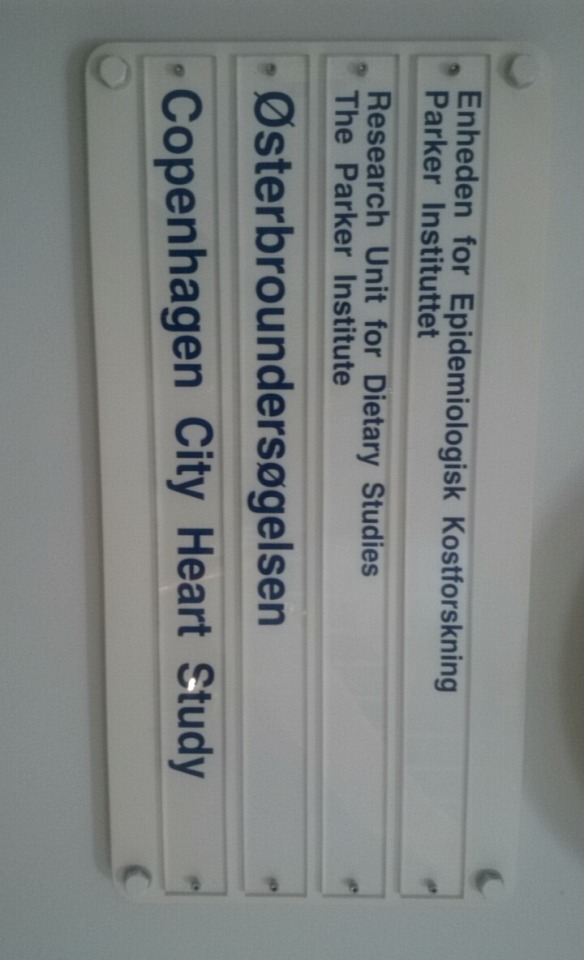 Enheden for Epidemiologisk Kostforskning
Parker Instituttet
Research Unit for Dietary Studies
The Parker Institute
Østerbroundersøgelsen
Copenhagen City Heart Study